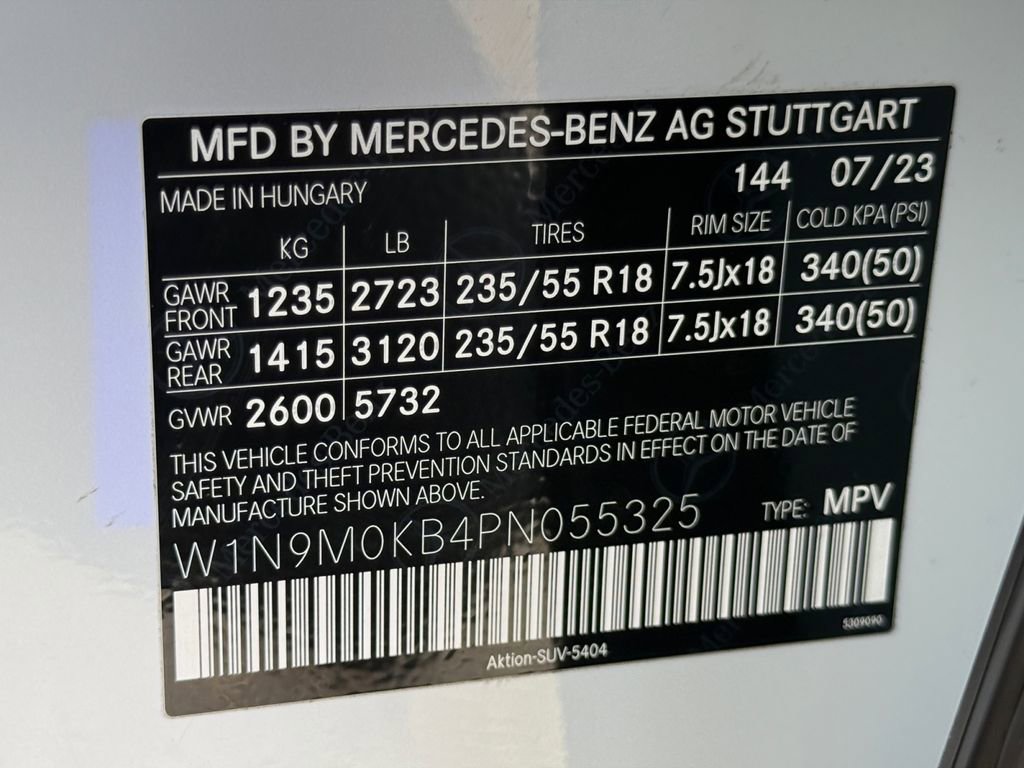 MFD BY MERCEDES-BENZ AG STUTTGART
MADE IN HUNGARY 144 07/23
KG LB TIRES RIM SIZE COLD KPA (PSI)
GAWR FRONT 1235 2723 235/55 R18 7.5Jx18 340(50)
GAWR REAR 1415 3120 235/55 R18 7.5Jx18 340(50)
GVWR 2600 5732
THIS VEHICLE CONFORMS TO ALL APPLICABLE FEDERAL MOTOR VEHICLE
SAFETY AND THEFT PREVENTION STANDARDS IN EFFECT ON THE DATE OF
MANUFACTURE SHOWN ABOVE.
W1N9M0KB4PN055325 TYPE: MPV
5309090
Aktion-SUV-5404